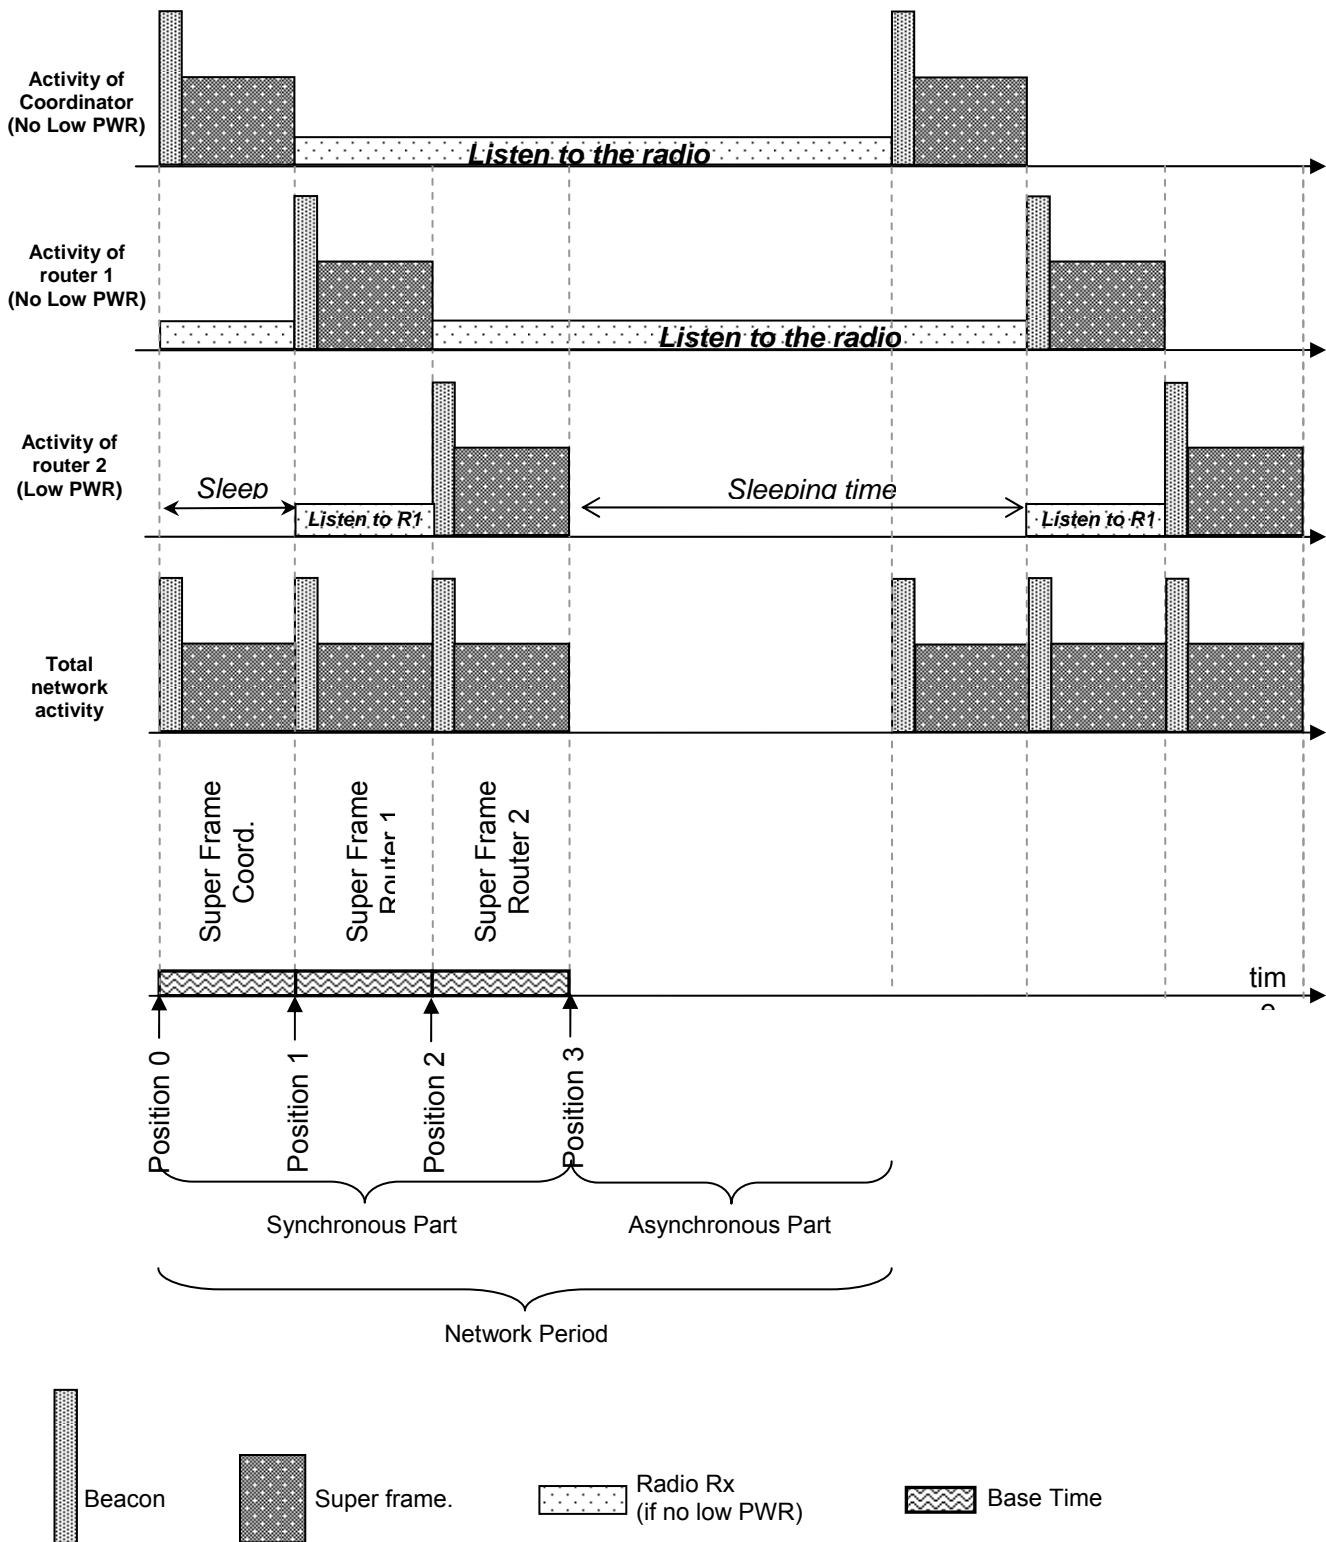 Activity of
Coordinator
(No Low PWR)
Listen to the radio
Activity of
router 1
(No Low PWR)
Listen to the radio
Activity of
router 2
(Low PWR)
Sleep
Listen to R1
Sleeping time
Listen to R1
Total
network
activity
Super Frame
Coord.
Super Frame
Router 1
Super Frame
Router 2
tim
Position 0
Position 1
Position 2
Position 3
Synchronous Part
Asynchronous Part
Network Period
Beacon
Super frame.
Radio Rx
(if no low PWR)
Base Time